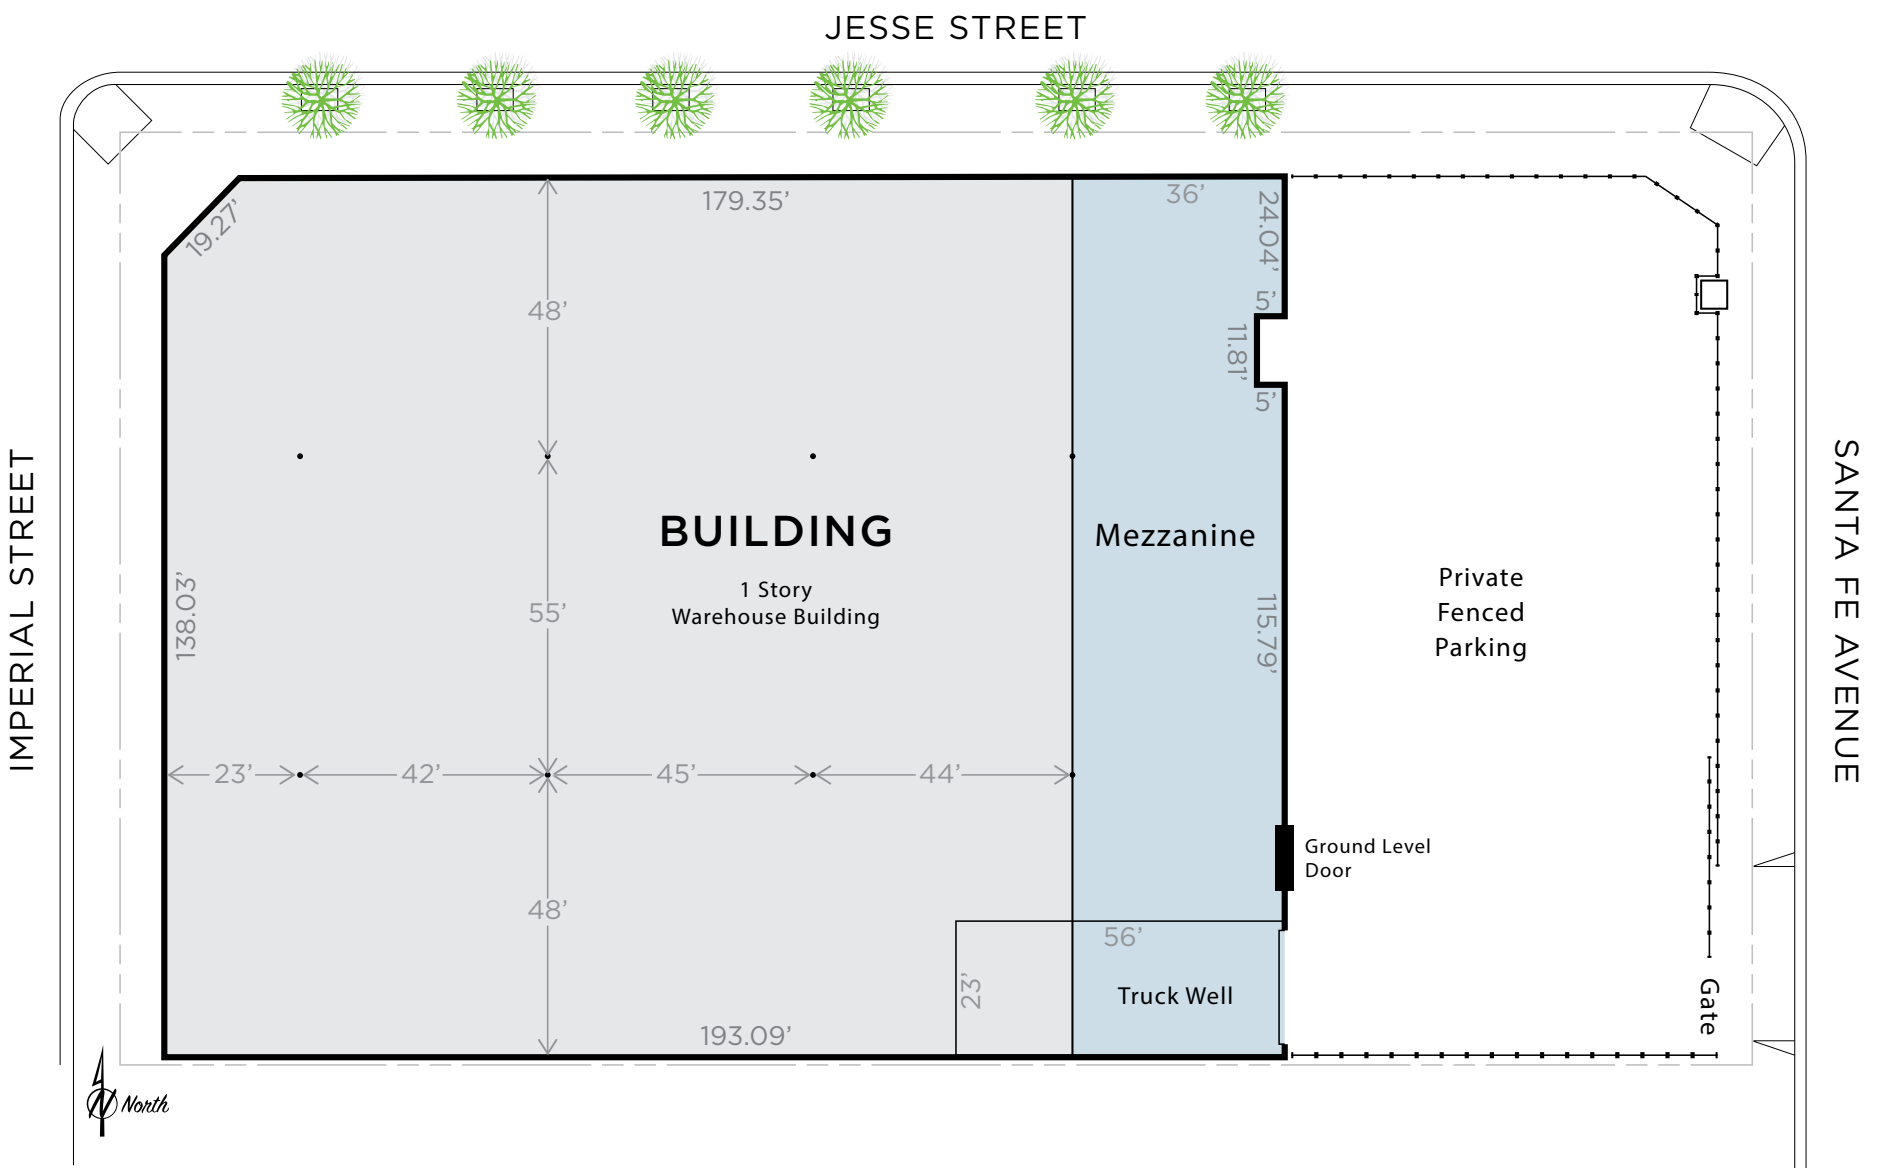 JESSE STREET
179.35’
36’
19.27’
24.04’
5’
48’
11.81’
5’
IMPERIAL STREET
SANTA FE AVENUE
BUILDING
Mezzanine
1 Story
Warehouse Building
Private
Fenced
Parking
138.03’
55’
115.79’
23’
42’
45’
44’
Ground Level
Door
48’
56’
23’
Truck Well
Gate
193.09’
N
North